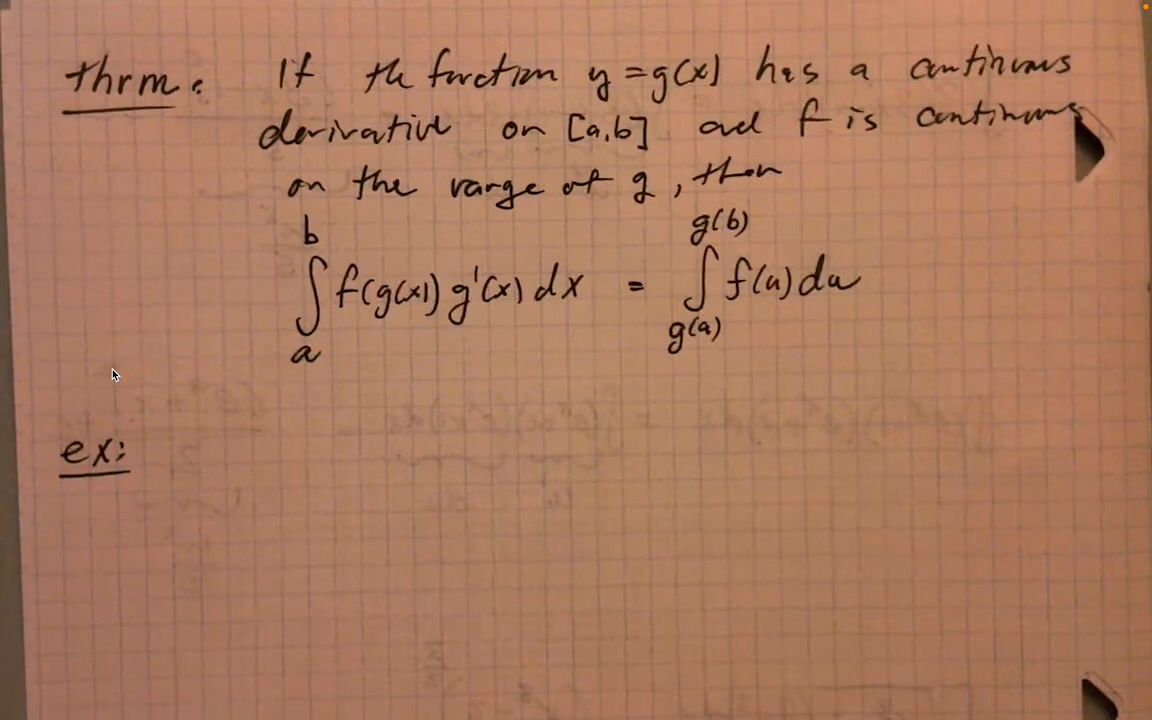 thrm: If the function y = g(x) has a continuous
derivative on [a,b] and f is continuous
on the range of g, then
b g(b)
∫ f(g(x)) g'(x) dx = ∫ f(u) du
a g(a)
ex: